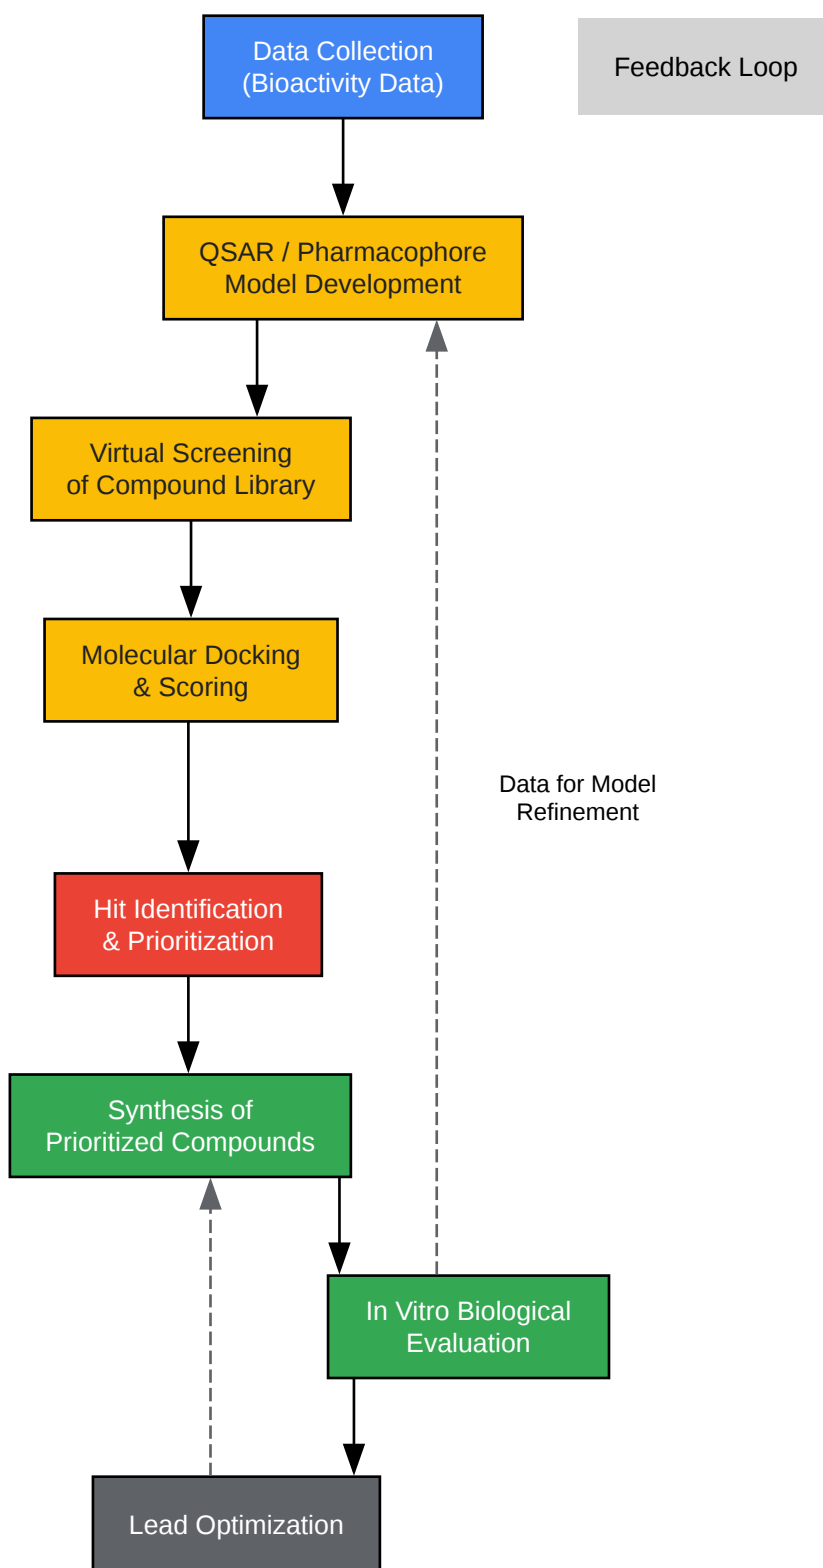 Data Collection
(Bioactivity Data)
Feedback Loop
QSAR / Pharmacophore
Model Development
Virtual Screening
of Compound Library
Molecular Docking
& Scoring
Data for Model
Refinement
Hit Identification
& Prioritization
Synthesis of
Prioritized Compounds
In Vitro Biological
Evaluation
Lead Optimization